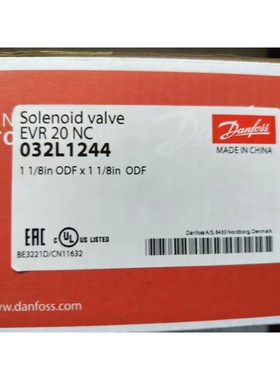 Solenoid valve
EVR 20 NC
032L1244
1 1/8in ODF x 1 1/8in ODF
Danfoss
MADE IN CHINA
EAC c UL US LISTED
BE3221D/CN11632
Danfoss A/S, 6430 Nordborg, Denmark
www.danfoss.com